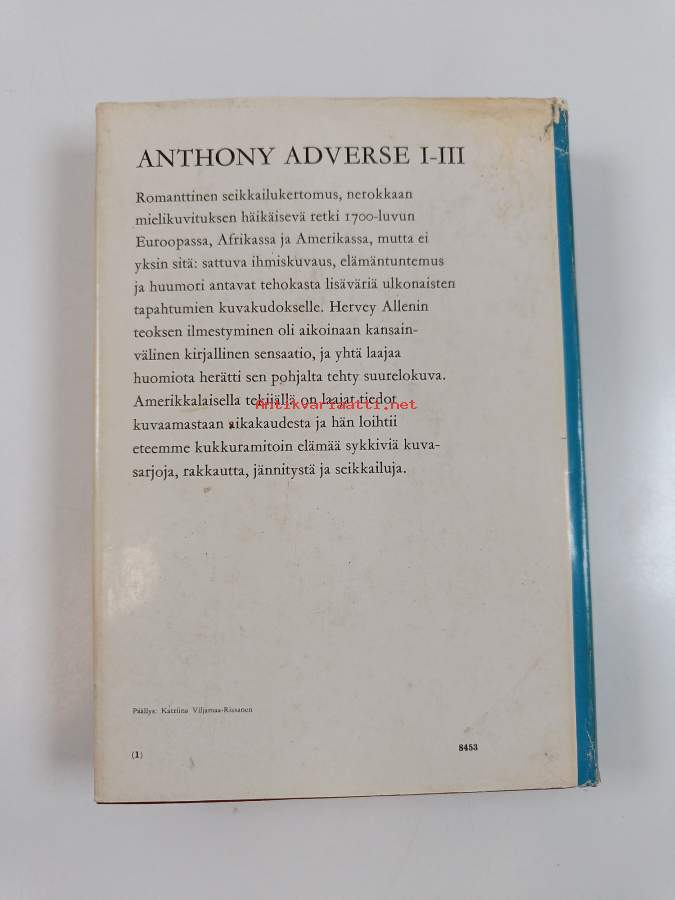 ANTHONY ADVERSE I-III
Romanttinen seikkailukertomus, nerokkaan
mielikuvituksen häikäisevä retki 1700-luvun
Euroopassa, Afrikassa ja Amerikassa, mutta ei
yksin sitä: sattuva ihmiskuvaus, elämäntuntemus
ja huumori antavat tehokasta lisäväriä ulkonaisten
tapahtumien kuvakudokselle. Hervey Allenin
teoksen ilmestyminen oli aikoinaan kansain-
välinen kirjallinen sensaatio, ja yhtä laajaa
huomiota herätti sen pohjalta tehty suurelokuva.
Amerikkalaisella tekijällä on laajat tiedot
Antikvariaatti.net
kuvaamastaan aikakaudesta ja hän loihtii
eteemme kukkuramitoin elämää sykkiviä kuva-
sarjoja, rakkautta, jännitystä ja seikkailuja.
Päällys: Katriina Viljamaa-Rissanen
(1) 8453